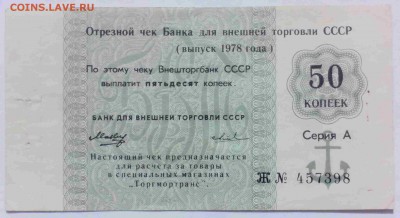 COINS.LAVE.RU
Отрезной чек Банка для внешней торговли СССР
(выпуск 1978 года)
По этому чеку Внешторгбанк СССР
выплатит пятьдесят копеек.
50
КОПЕЕК
БАНК ДЛЯ ВНЕШНЕЙ ТОРГОВЛИ СССР
Серия А
Настоящий чек предназначается
для расчета за товары
в специальных магазинах
"Торгмортранс".
Ж № 457398